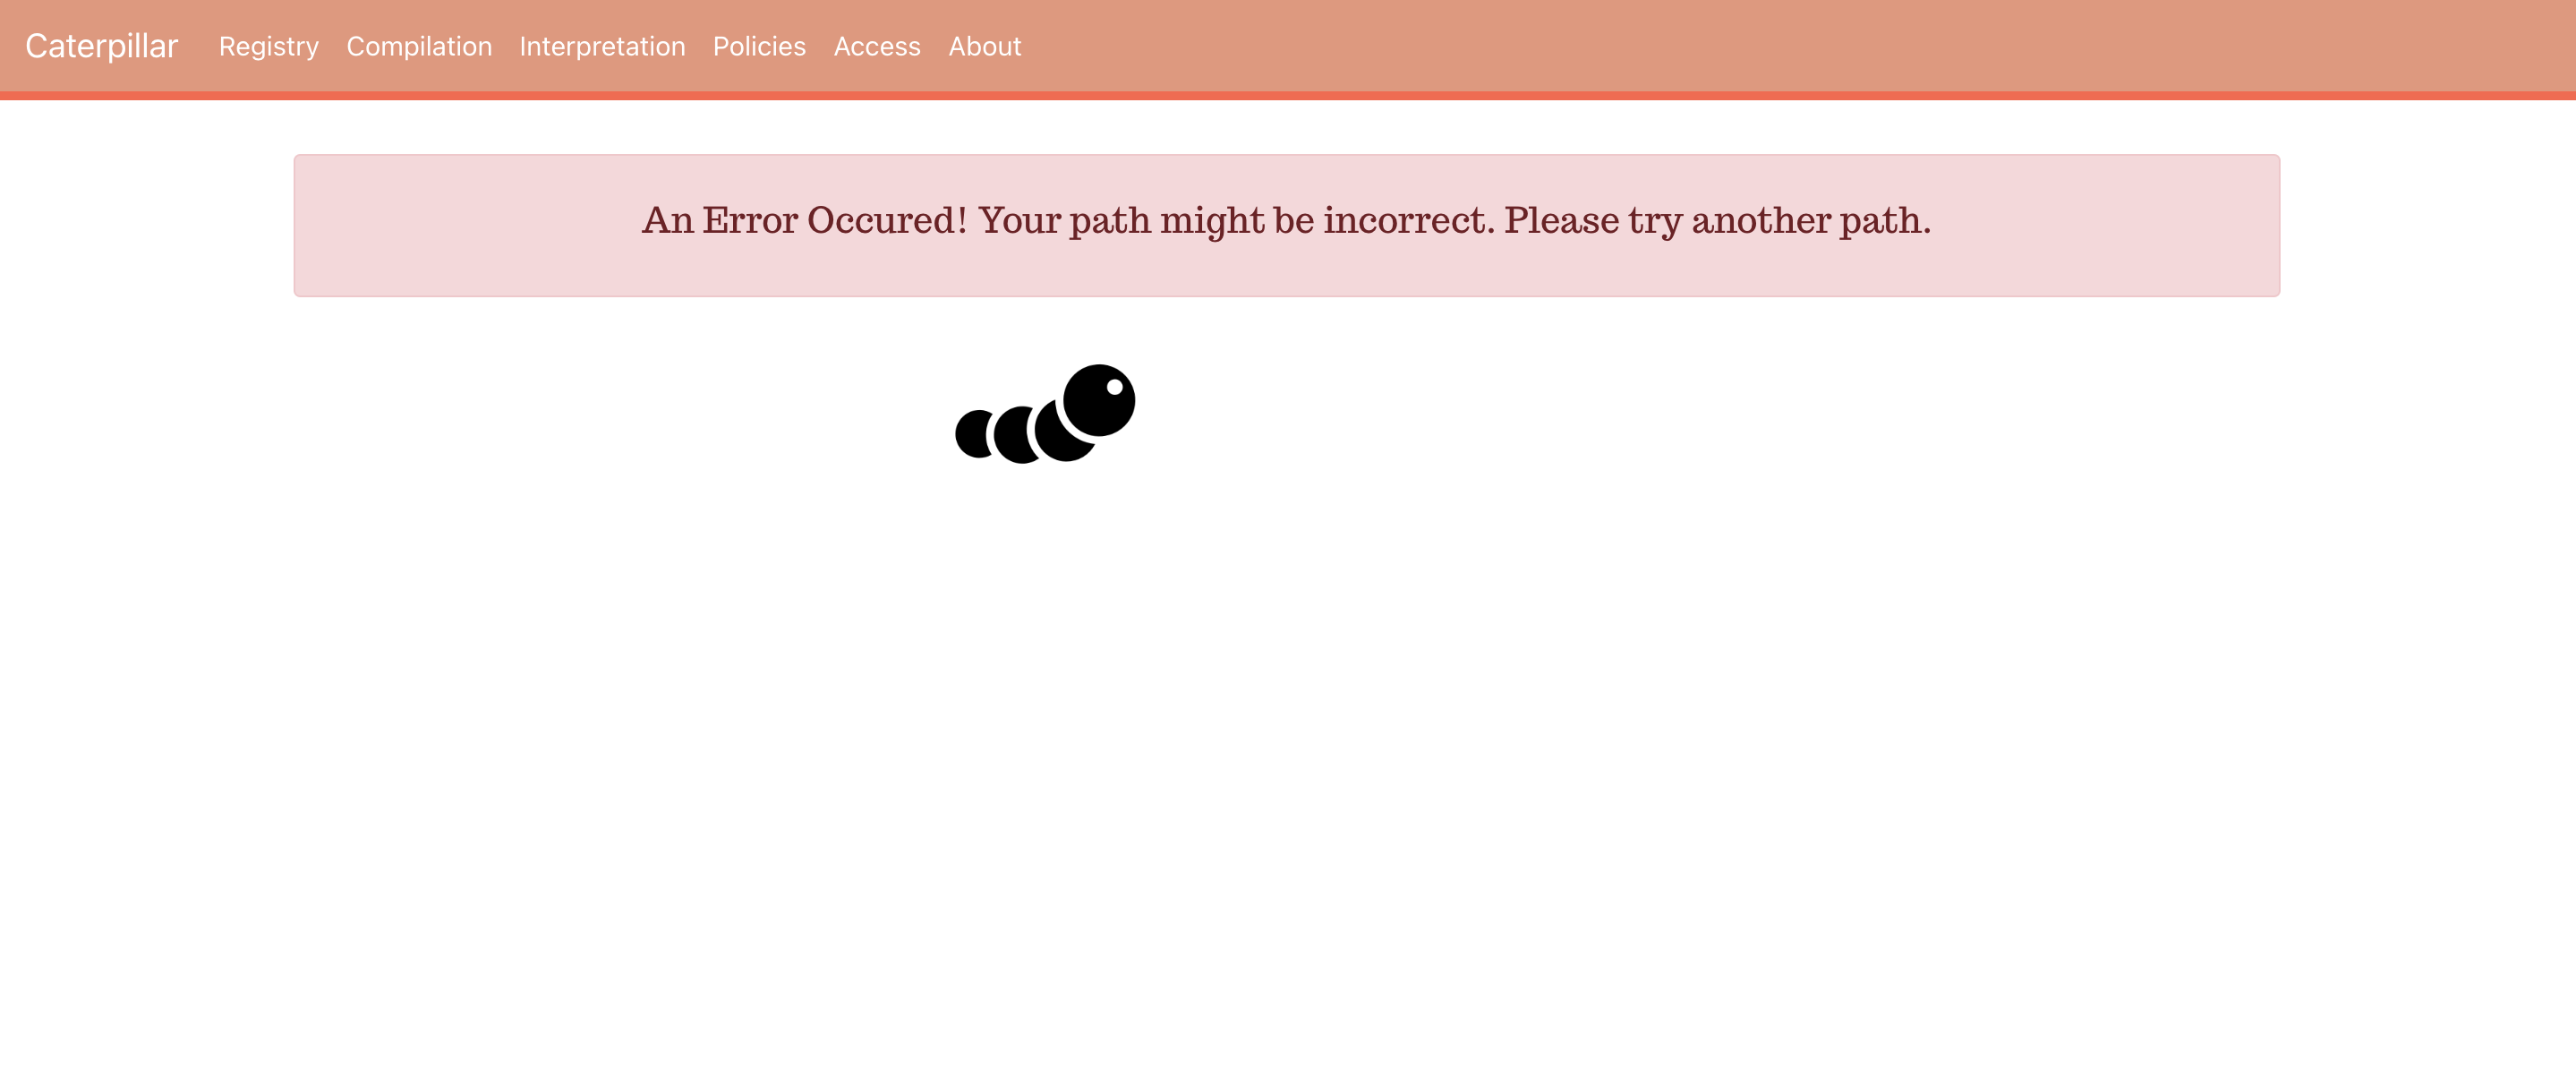 Caterpillar Registry Compilation Interpretation Policies Access About
An Error Occured! Your path might be incorrect. Please try another path.